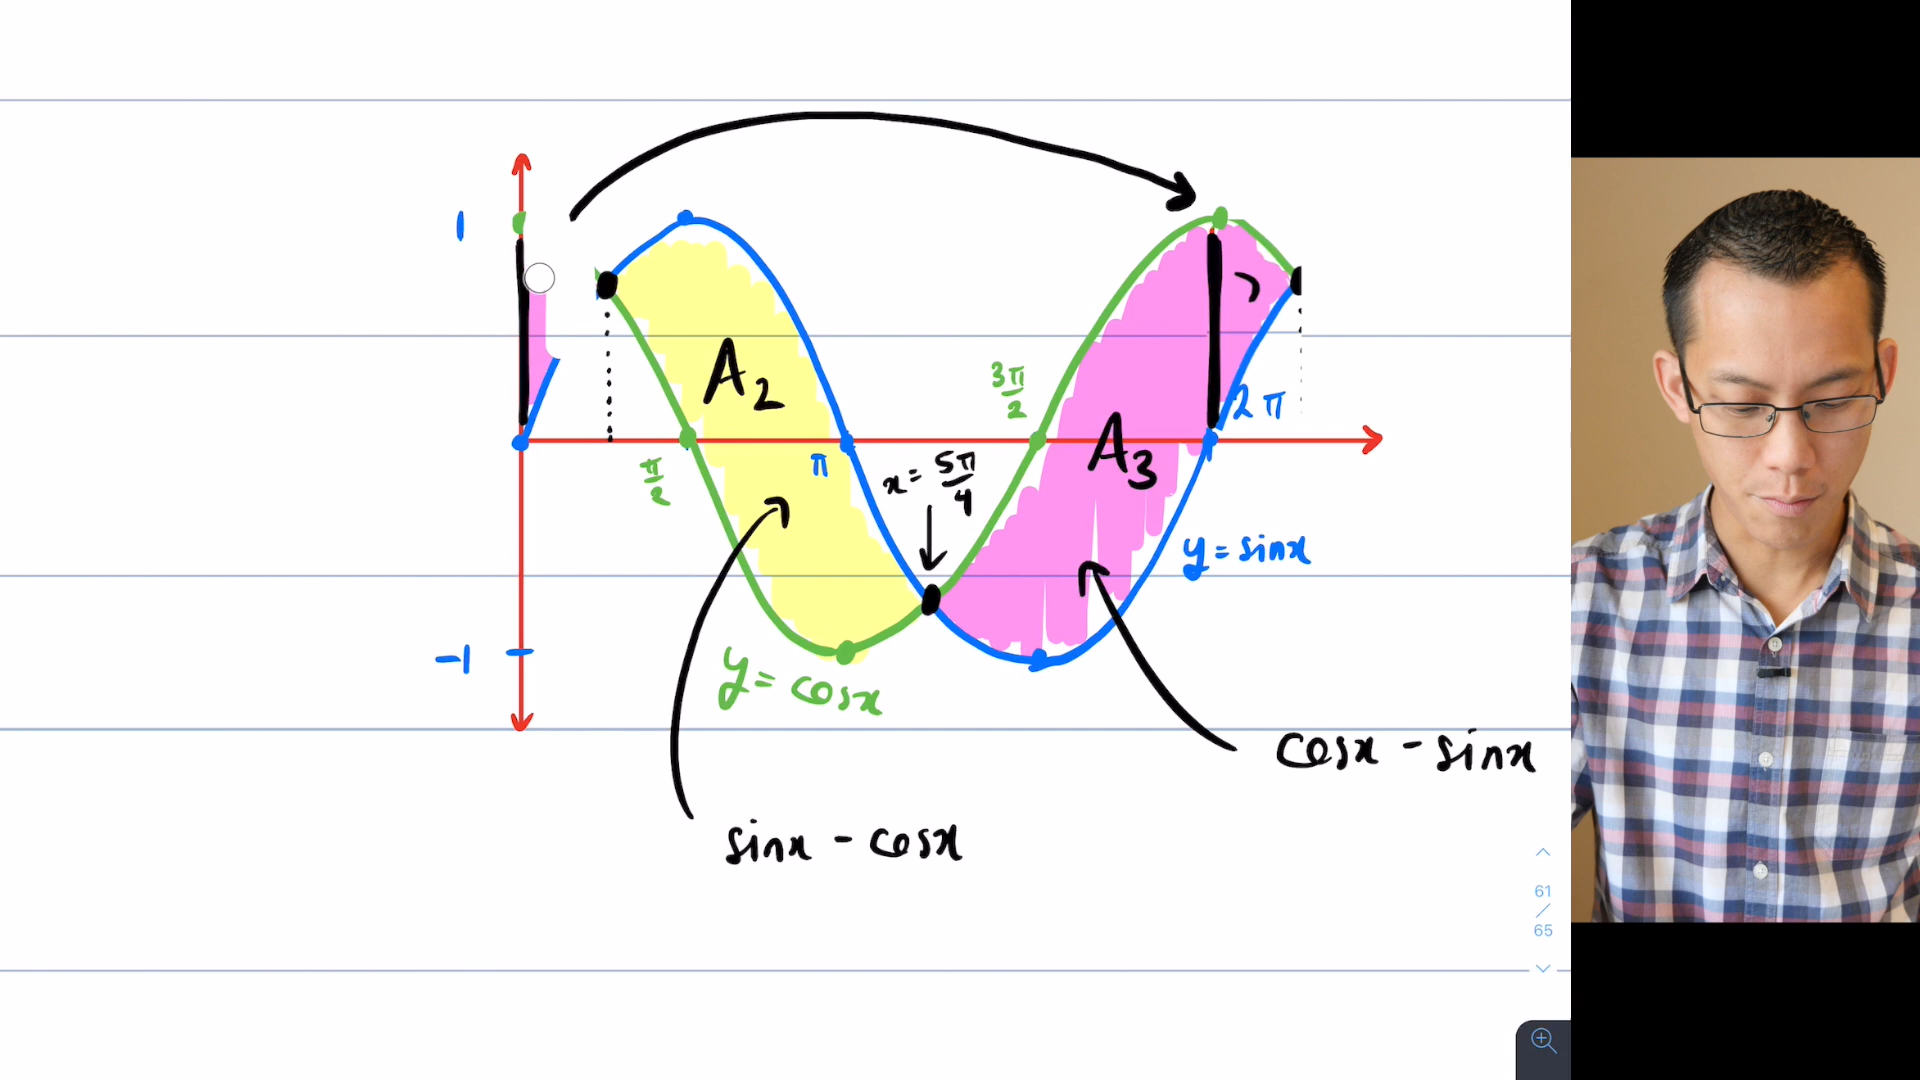 1
A2
3π/2
2π
A3
π/2
π
x = 5π/4
y = sinx
-1
y = cosx
cosx - sinx
sinx - cosx
61
/
65